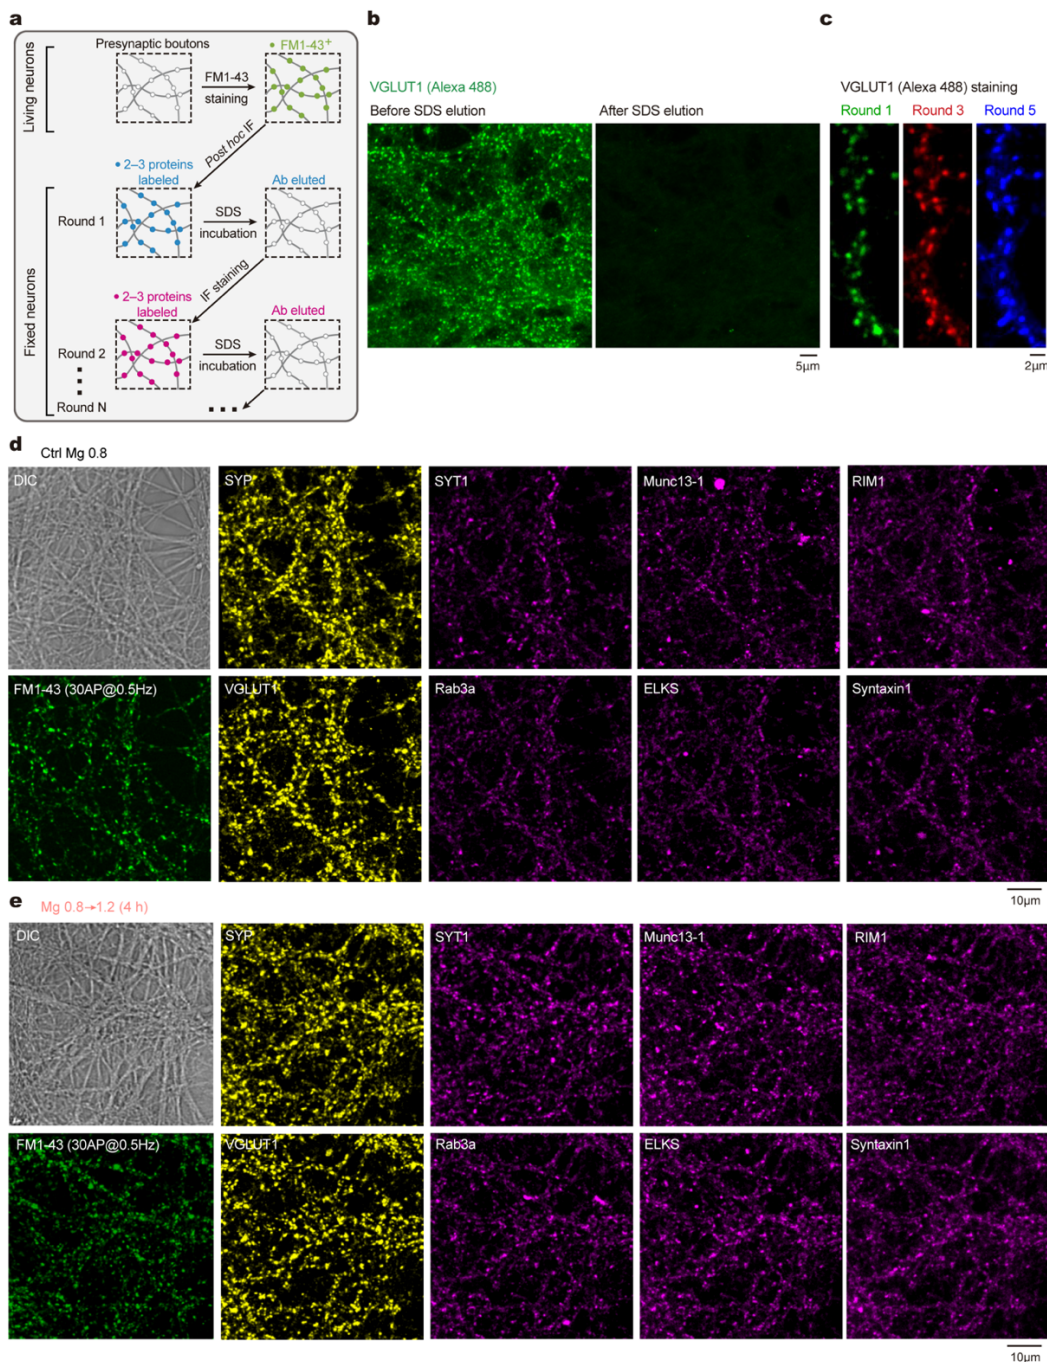 a
Presynaptic boutons
FM1-43⁺
FM1-43
staining
Living neurons
Post hoc IF
2–3 proteins
labeled
Ab eluted
Round 1
SDS
incubation
IF staining
Fixed neurons
2–3 proteins
labeled
Ab eluted
Round 2
SDS
incubation
Round N
b
VGLUT1 (Alexa 488)
Before SDS elution
After SDS elution
5μm
c
VGLUT1 (Alexa 488) staining
Round 1
Round 3
Round 5
2μm
d
Ctrl Mg 0.8
DIC
SYP
SYT1
Munc13-1
RIM1
FM1-43 (30AP@0.5Hz)
VGLUT1
Rab3a
ELKS
Syntaxin1
10μm
e
Mg 0.8→1.2 (4 h)
DIC
SYP
SYT1
Munc13-1
RIM1
FM1-43 (30AP@0.5Hz)
VGLUT1
Rab3a
ELKS
Syntaxin1
10μm